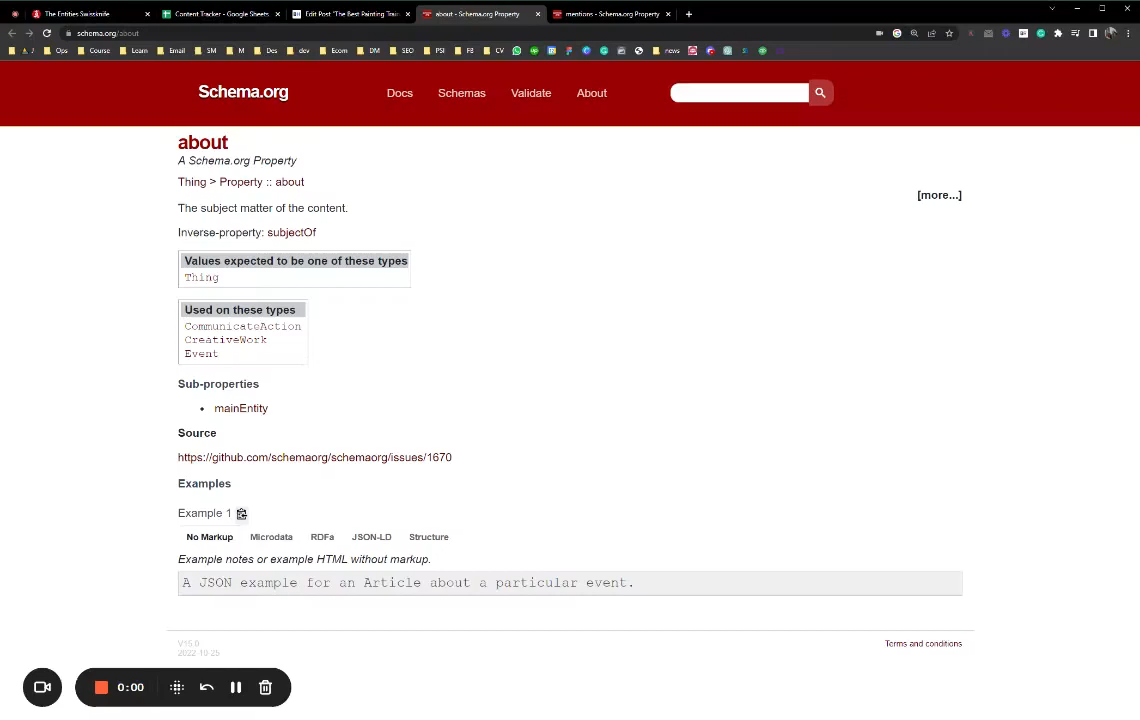 The Entities Swissknife
Content Tracker - Google Sheets
Edit Post "The Best Painting Trai
about - Schema.org Property
mentions - Schema.org Property
schema.org/about
Ops
Course
Learn
Email
SM
M
Des
dev
Ecom
DM
SEO
PSI
FB
CV
news
Schema.org
Docs
Schemas
Validate
About
about
A Schema.org Property
Thing > Property :: about
[more...]
The subject matter of the content.
Inverse-property: subjectOf
Values expected to be one of these types
Thing
Used on these types
CommunicateAction
CreativeWork
Event
Sub-properties
• mainEntity
Source
https://github.com/schemaorg/schemaorg/issues/1670
Examples
Example 1
No Markup
Microdata
RDFa
JSON-LD
Structure
Example notes or example HTML without markup.
A JSON example for an Article about a particular event.
V15.0
2022-10-25
Terms and conditions
0:00